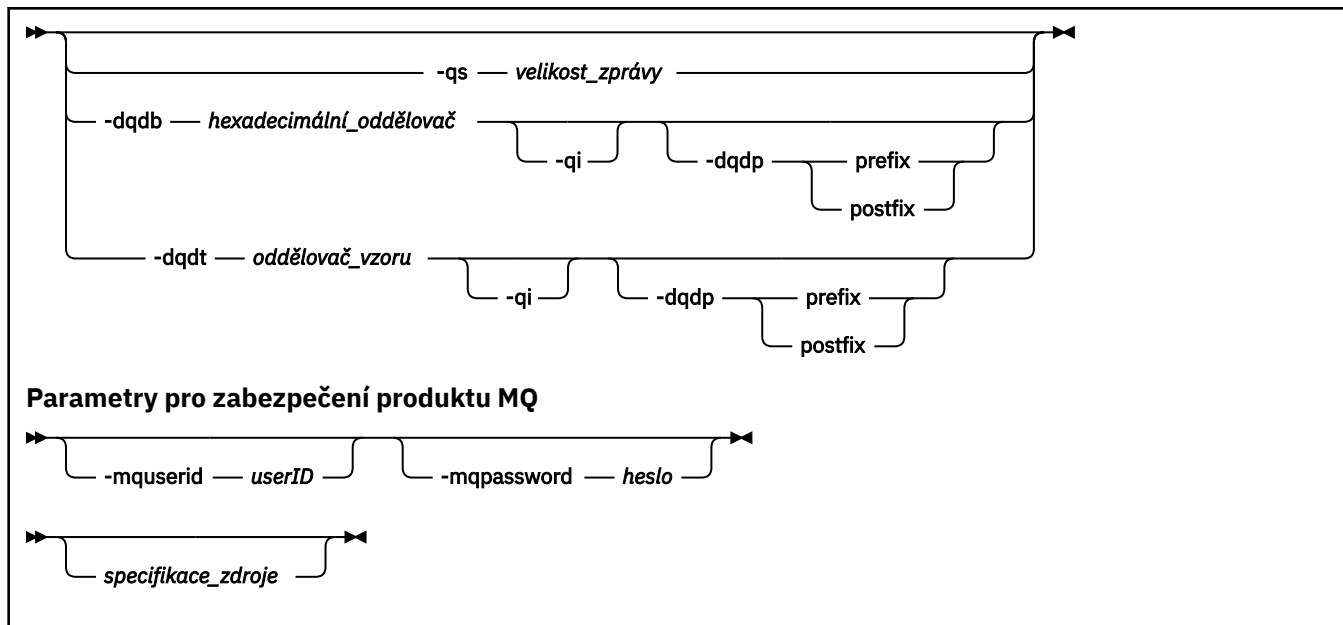 -qs velikost_zprávy
-dqdb hexadecimální_oddělovač
-qi -dqdp prefix
postfix
-dqdt oddělovač_vzoru
-qi -dqdp prefix
postfix
Parametry pro zabezpečení produktu MQ
-mquserid userID -mqpassword heslo
specifikace_zdroje